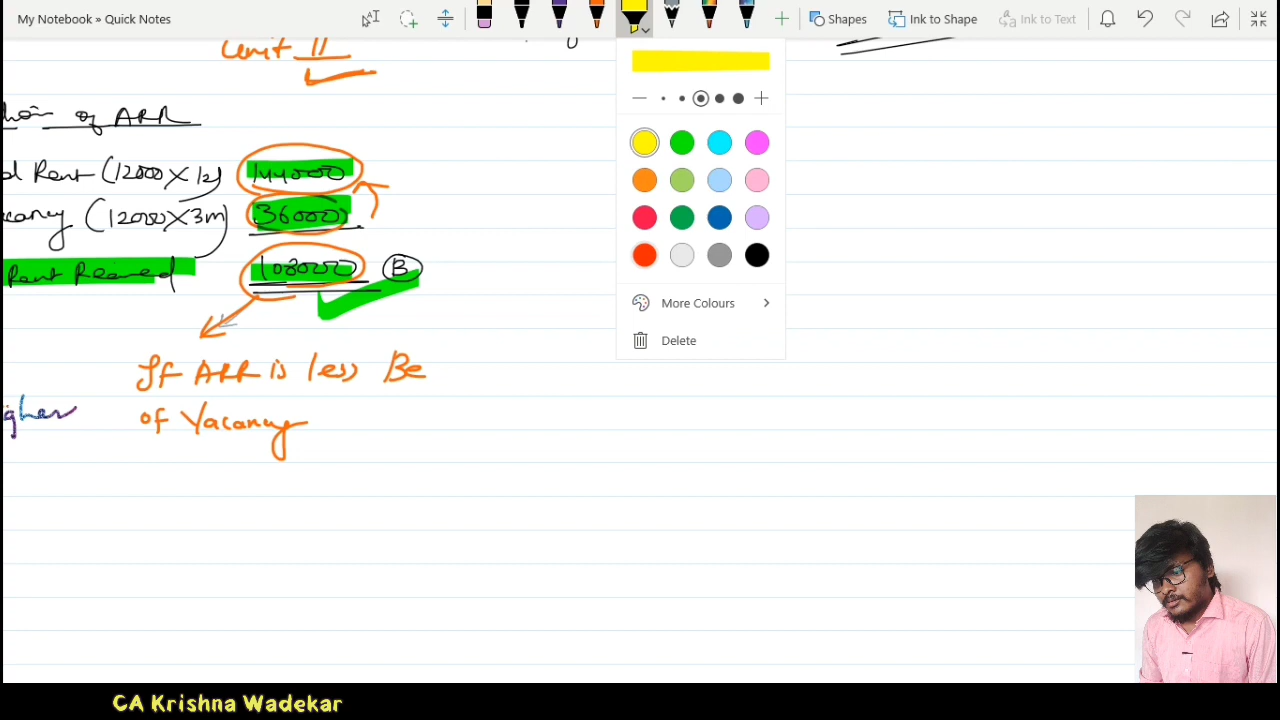 My Notebook » Quick Notes
Shapes
Ink to Shape
Ink to Text
Unit II
of ARR
d Rent (12000 X 12) 144000
acancy (12000 X 3m) 36000
Rent Received 108000 B
If ARR is less Be
of Vacancy
gher
More Colours
Delete
CA Krishna Wadekar